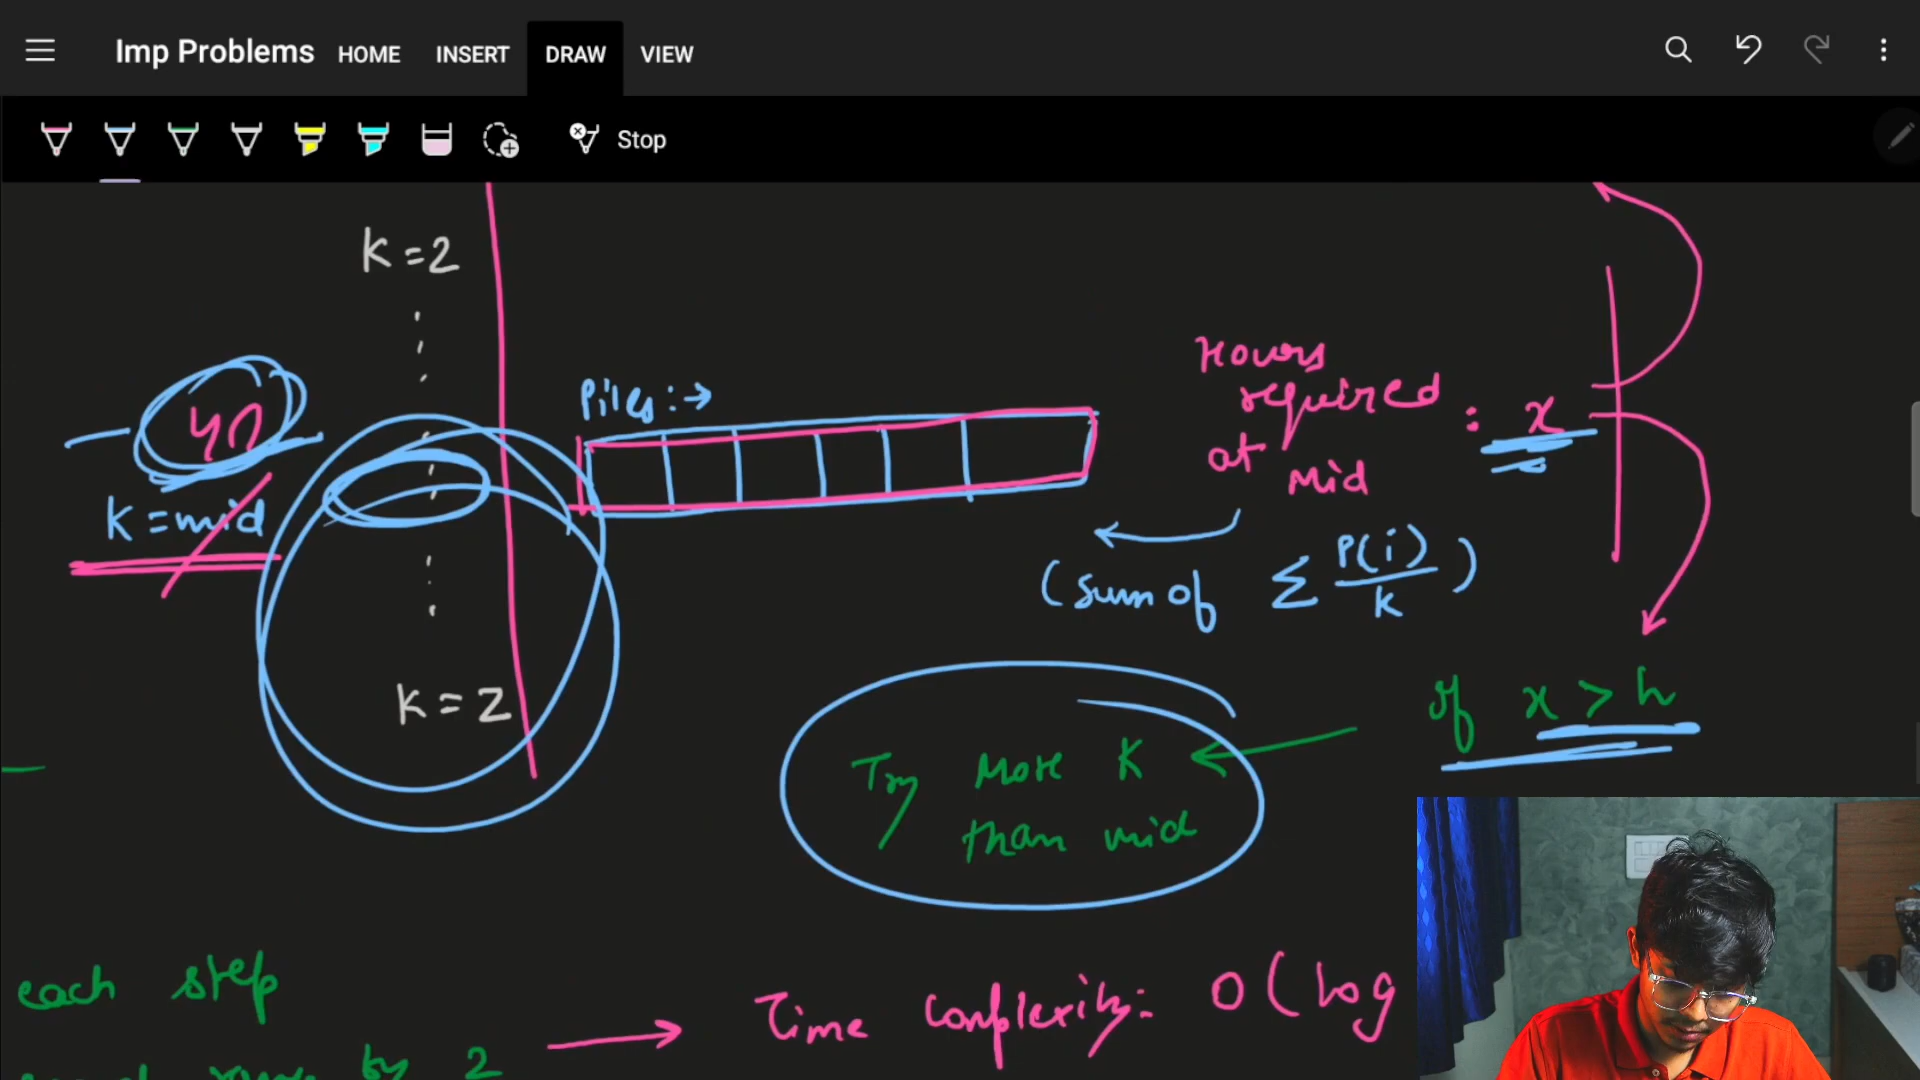 Imp Problems HOME INSERT DRAW VIEW
Stop
K = 2
Piles : →
Hours
required : x
at Mid
K = mid
(sum of Σ P(i)/K )
K = Z
If x > h
Try More K
than mid
each step
Time Complexity: O ( log
by 2